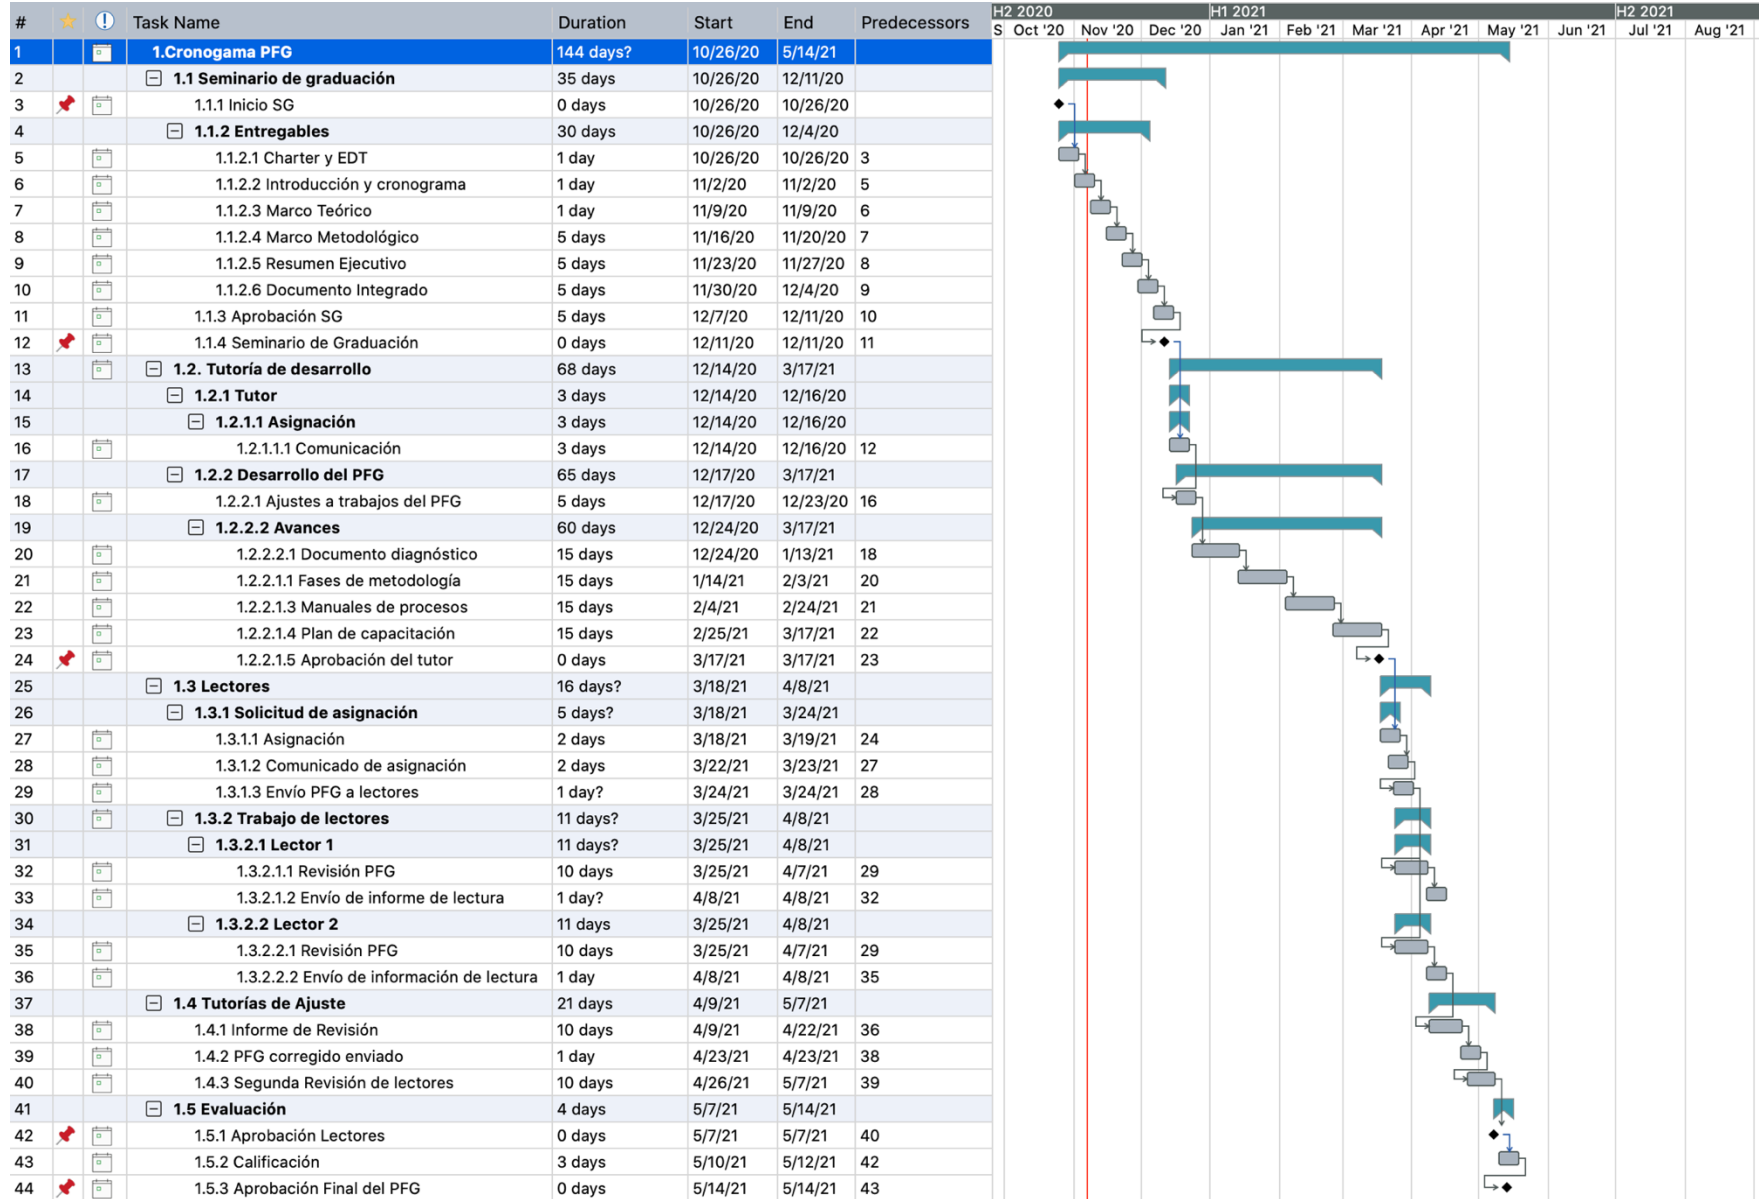 # Task Name Duration Start End Predecessors
H2 2020 H1 2021 H2 2021
S Oct '20 Nov '20 Dec '20 Jan '21 Feb '21 Mar '21 Apr '21 May '21 Jun '21 Jul '21 Aug '21
1 1.Cronogama PFG 144 days? 10/26/20 5/14/21
2 1.1 Seminario de graduación 35 days 10/26/20 12/11/20
3 1.1.1 Inicio SG 0 days 10/26/20 10/26/20
4 1.1.2 Entregables 30 days 10/26/20 12/4/20
5 1.1.2.1 Charter y EDT 1 day 10/26/20 10/26/20 3
6 1.1.2.2 Introducción y cronograma 1 day 11/2/20 11/2/20 5
7 1.1.2.3 Marco Teórico 1 day 11/9/20 11/9/20 6
8 1.1.2.4 Marco Metodológico 5 days 11/16/20 11/20/20 7
9 1.1.2.5 Resumen Ejecutivo 5 days 11/23/20 11/27/20 8
10 1.1.2.6 Documento Integrado 5 days 11/30/20 12/4/20 9
11 1.1.3 Aprobación SG 5 days 12/7/20 12/11/20 10
12 1.1.4 Seminario de Graduación 0 days 12/11/20 12/11/20 11
13 1.2. Tutoría de desarrollo 68 days 12/14/20 3/17/21
14 1.2.1 Tutor 3 days 12/14/20 12/16/20
15 1.2.1.1 Asignación 3 days 12/14/20 12/16/20
16 1.2.1.1.1 Comunicación 3 days 12/14/20 12/16/20 12
17 1.2.2 Desarrollo del PFG 65 days 12/17/20 3/17/21
18 1.2.2.1 Ajustes a trabajos del PFG 5 days 12/17/20 12/23/20 16
19 1.2.2.2 Avances 60 days 12/24/20 3/17/21
20 1.2.2.2.1 Documento diagnóstico 15 days 12/24/20 1/13/21 18
21 1.2.2.1.1 Fases de metodología 15 days 1/14/21 2/3/21 20
22 1.2.2.1.3 Manuales de procesos 15 days 2/4/21 2/24/21 21
23 1.2.2.1.4 Plan de capacitación 15 days 2/25/21 3/17/21 22
24 1.2.2.1.5 Aprobación del tutor 0 days 3/17/21 3/17/21 23
25 1.3 Lectores 16 days? 3/18/21 4/8/21
26 1.3.1 Solicitud de asignación 5 days? 3/18/21 3/24/21
27 1.3.1.1 Asignación 2 days 3/18/21 3/19/21 24
28 1.3.1.2 Comunicado de asignación 2 days 3/22/21 3/23/21 27
29 1.3.1.3 Envío PFG a lectores 1 day? 3/24/21 3/24/21 28
30 1.3.2 Trabajo de lectores 11 days? 3/25/21 4/8/21
31 1.3.2.1 Lector 1 11 days? 3/25/21 4/8/21
32 1.3.2.1.1 Revisión PFG 10 days 3/25/21 4/7/21 29
33 1.3.2.1.2 Envío de informe de lectura 1 day? 4/8/21 4/8/21 32
34 1.3.2.2 Lector 2 11 days 3/25/21 4/8/21
35 1.3.2.2.1 Revisión PFG 10 days 3/25/21 4/7/21 29
36 1.3.2.2.2 Envío de información de lectura 1 day 4/8/21 4/8/21 35
37 1.4 Tutorías de Ajuste 21 days 4/9/21 5/7/21
38 1.4.1 Informe de Revisión 10 days 4/9/21 4/22/21 36
39 1.4.2 PFG corregido enviado 1 day 4/23/21 4/23/21 38
40 1.4.3 Segunda Revisión de lectores 10 days 4/26/21 5/7/21 39
41 1.5 Evaluación 4 days 5/7/21 5/14/21
42 1.5.1 Aprobación Lectores 0 days 5/7/21 5/7/21 40
43 1.5.2 Calificación 3 days 5/10/21 5/12/21 42
44 1.5.3 Aprobación Final del PFG 0 days 5/14/21 5/14/21 43